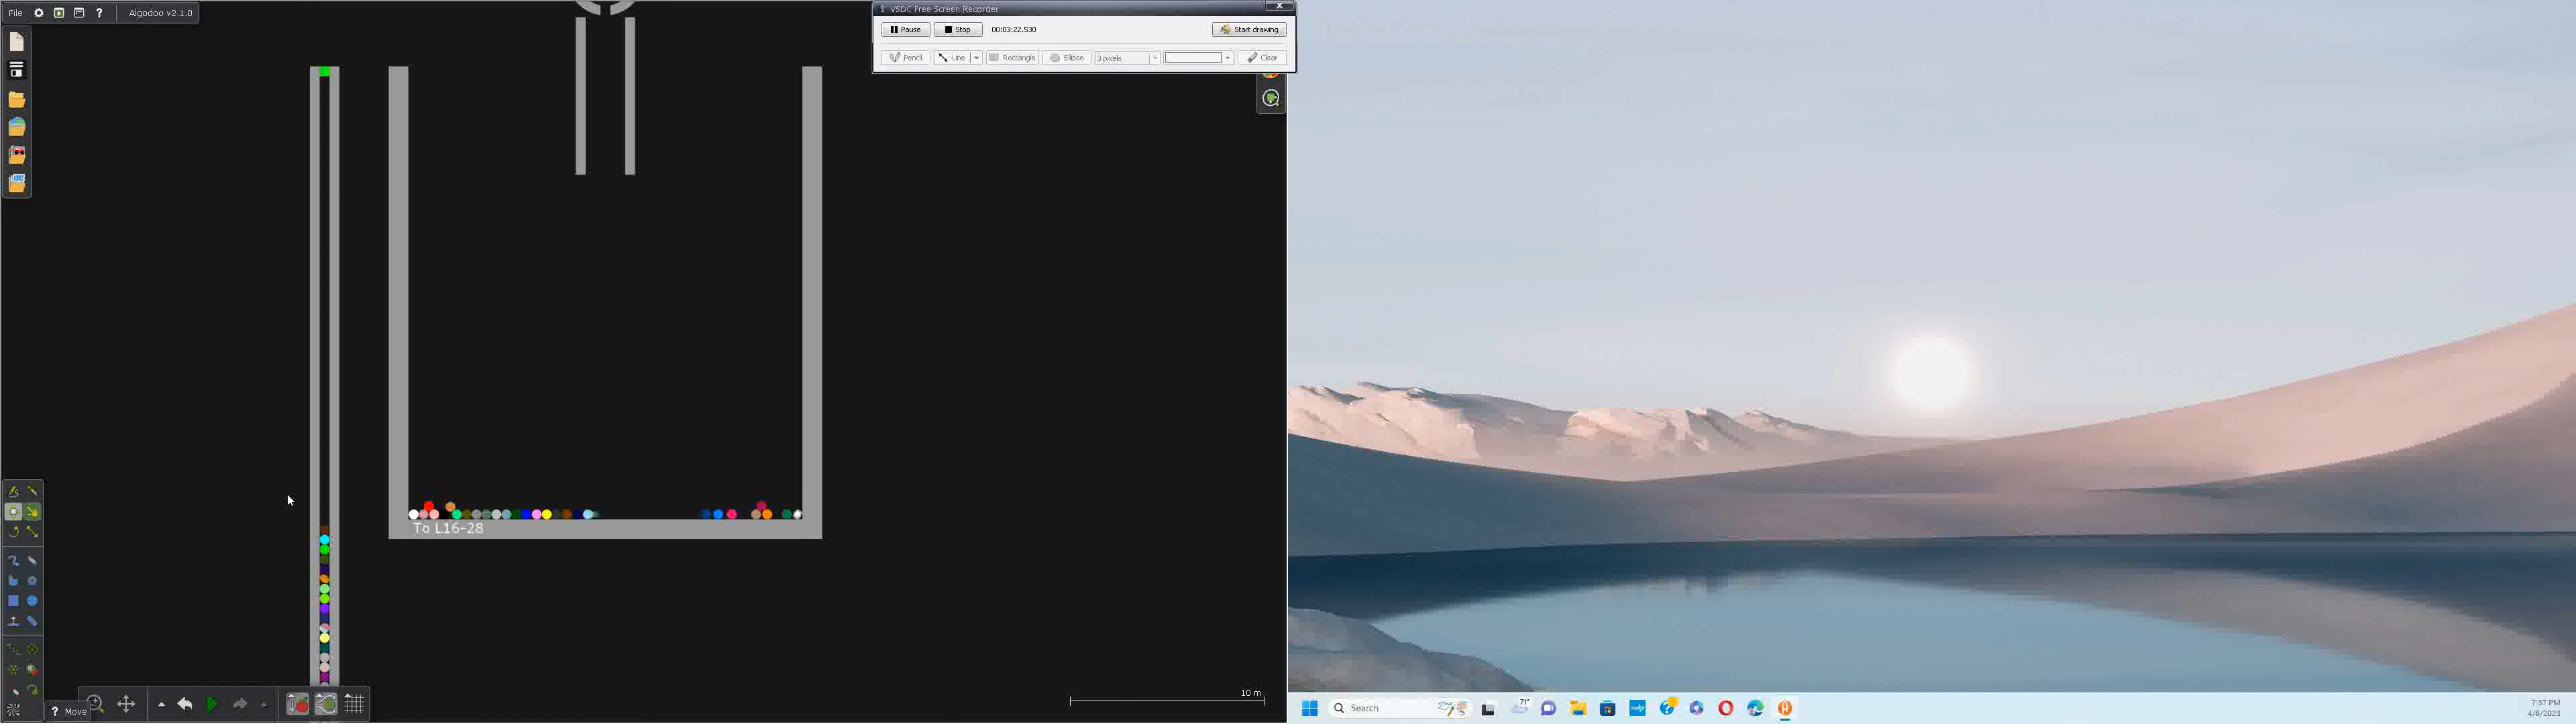 File ? Algodoo v2.1.0
VSDC Free Screen Recorder
Pause Stop 00:03:22.530 Start drawing
Pencil Line Rectangle Ellipse 3 pixels Clear
To L16-28
10 m
? Move
Search
71°
7:37 PM
4/8/2023